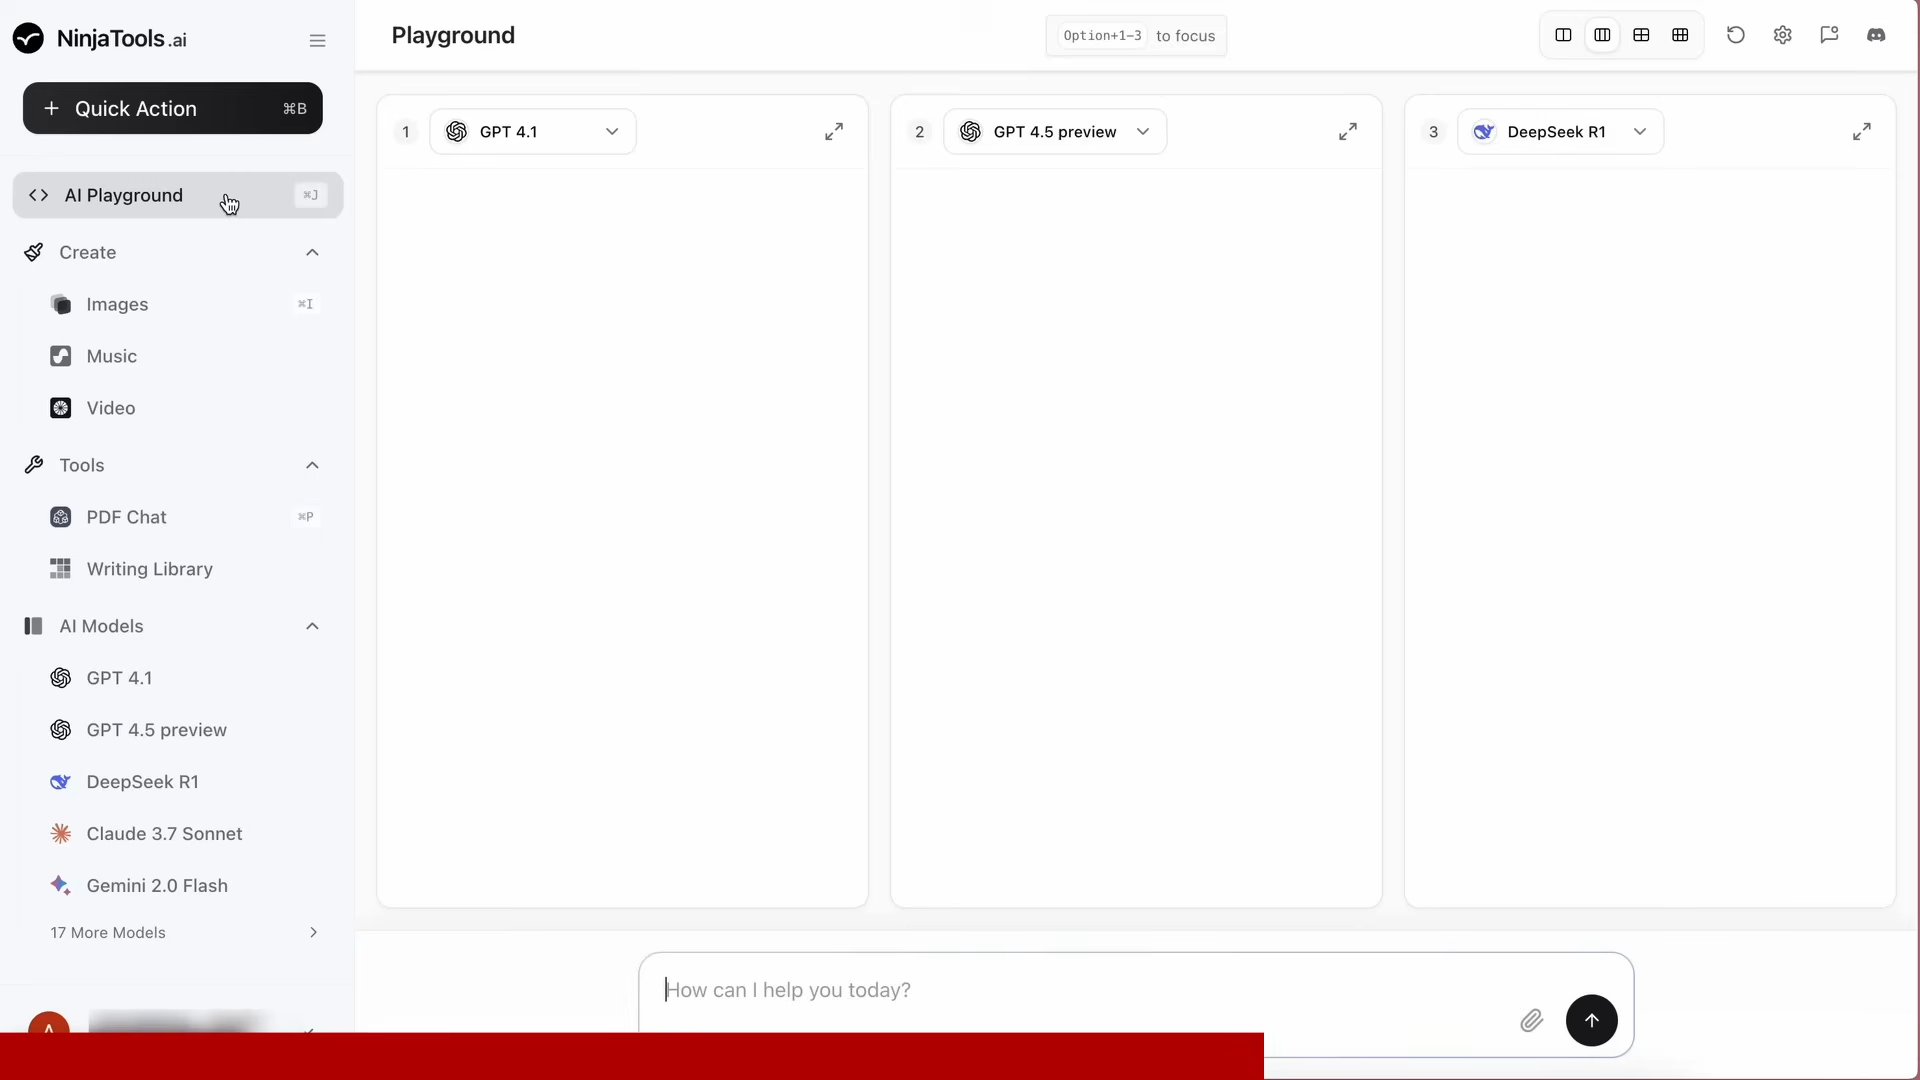 NinjaTools.ai
Quick Action ⌘B
AI Playground ⌘J
Create
Images ⌘I
Music
Video
Tools
PDF Chat ⌘P
Writing Library
AI Models
GPT 4.1
GPT 4.5 preview
DeepSeek R1
Claude 3.7 Sonnet
Gemini 2.0 Flash
17 More Models
A
Playground
Option+1-3 to focus
1 GPT 4.1
2 GPT 4.5 preview
3 DeepSeek R1
How can I help you today?